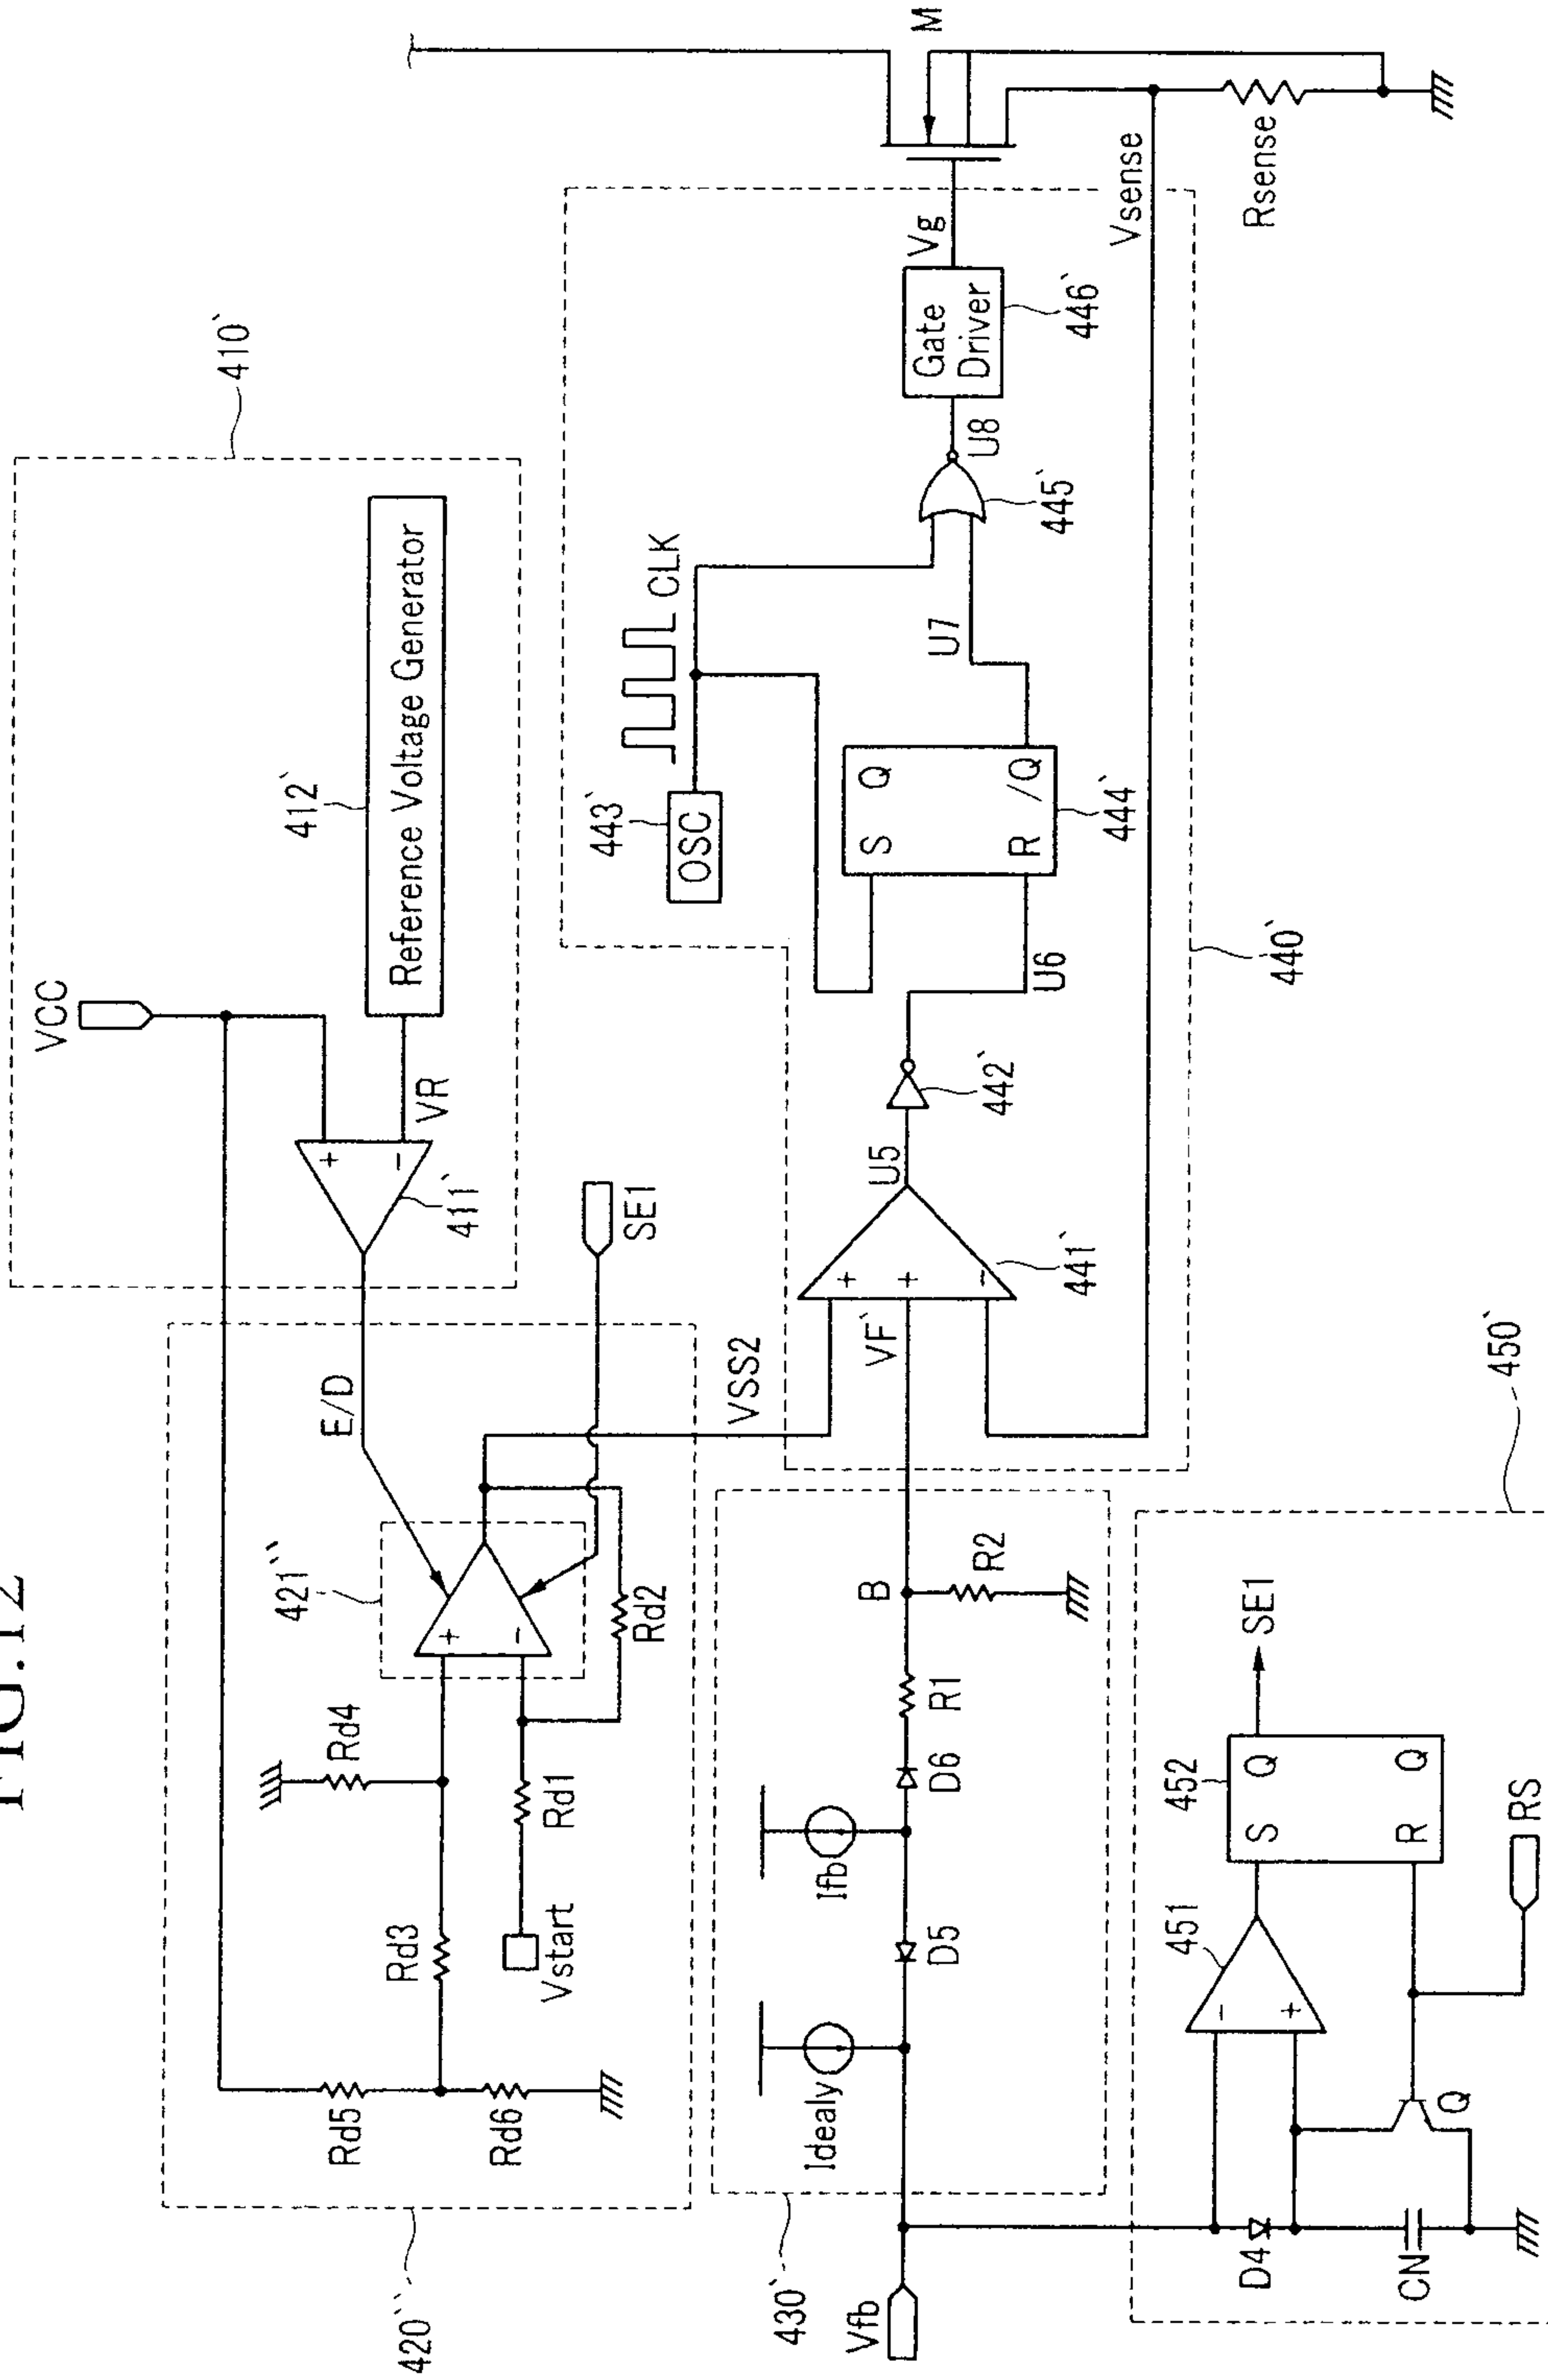 FIG.12
VCC
410`
412`
Reference Voltage Generator
VR
+
−
411`
E/D
SE1
421``
+
−
Rd1
Rd2
Rd3
Rd4
Rd5
Rd6
Vstart
420``
VSS2
443`
OSC
CLK
S
Q
R
/Q
444`
U7
445`
U8
Gate
Driver
446`
Vg
M
Vsense
Rsense
U6
442`
U5
+
+
−
441`
VF`
440`
Vfb
430`
Idealy
D5
Ifb
D6
R1
B
R2
450`
D4
CN
Q
−
+
451
452
S
Q
R
Q
SE1
RS